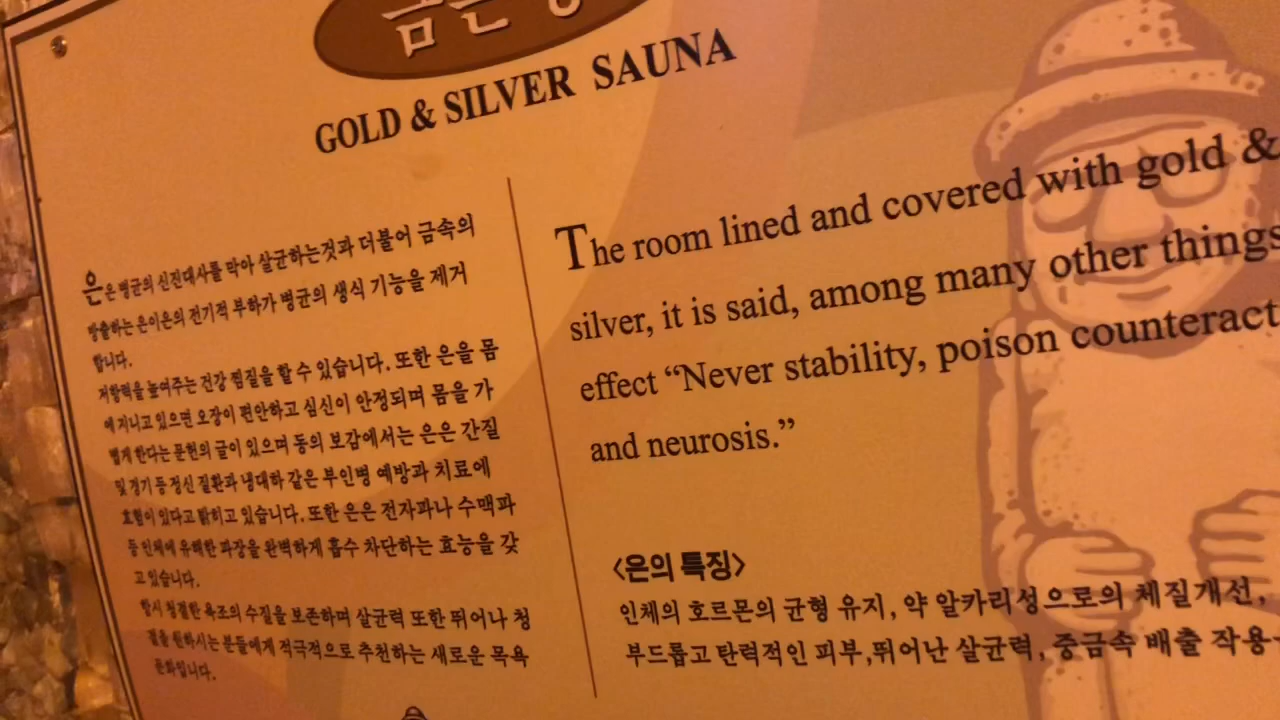 금은
GOLD & SILVER SAUNA
은은 병균의 신진대사를 막아 살균하는것과 더불어 금속의
방출하는 은이온의 전기적 부하가 병균의 생식 기능을 제거
합니다.
저항력을 높여주는 건강 찜질을 할 수 있습니다. 또한 은을 몸
에 지니고 있으면 오장이 편안하고 심신이 안정되며 몸을 가
볍게 한다는 문헌의 글이 있으며 동의 보감에서는 은은 간질
및 경기 등 정신 질환과 냉대하 같은 부인병 예방과 치료에
효험이 있다고 밝히고 있습니다. 또한 은은 전자파나 수맥파
등 인체에 유해한 파장을 완벽하게 흡수 차단하는 효능을 갖
고 있습니다.
항시 청결한 욕조의 수질을 보존하며 살균력 또한 뛰어나 청
결을 원하시는 분들에게 적극적으로 추천하는 새로운 목욕
문화입니다.
The room lined and covered with gold &
silver, it is said, among many other things
effect “Never stability, poison counteract
and neurosis.”
<은의 특징>
인체의 호르몬의 균형 유지, 약 알카리성으로의 체질개선,
부드롭고 탄력적인 피부,뛰어난 살균력, 중금속 배출 작용